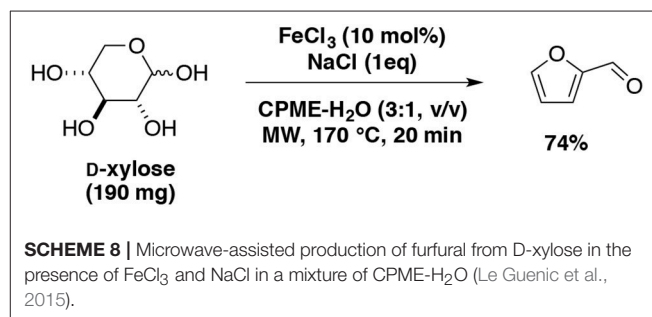 FeCl₃ (10 mol%)
NaCl (1eq)
CPME-H₂O (3:1, v/v)
MW, 170 °C, 20 min
O
HO
OH
HO
OH
D-xylose
(190 mg)
O
O
74%
SCHEME 8 | Microwave-assisted production of furfural from D-xylose in the
presence of FeCl₃ and NaCl in a mixture of CPME-H₂O (Le Guenic et al.,
2015).